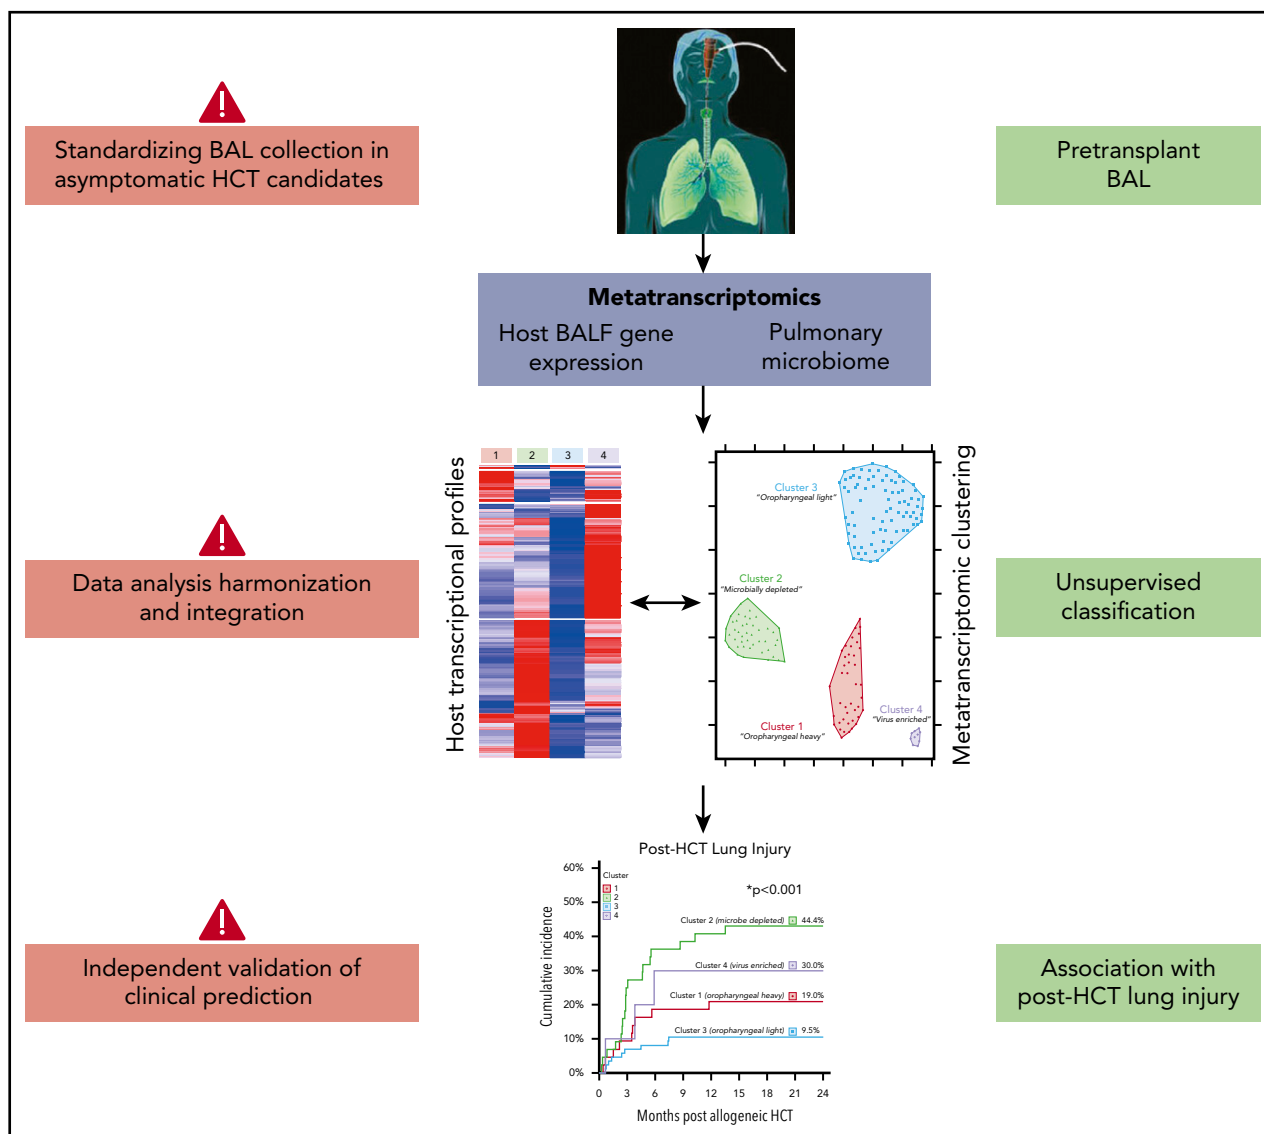 !
Standardizing BAL collection in
asymptomatic HCT candidates
Pretransplant
BAL
Metatranscriptomics
Host BALF gene
expression
Pulmonary
microbiome
!
Data analysis harmonization
and integration
Host transcriptional profiles
1 2 3 4
Cluster 3
"Oropharyngeal light"
Cluster 2
"Microbially depleted"
Cluster 1
"Oropharyngeal heavy"
Cluster 4
"Virus enriched"
Metatranscriptomic clustering
Unsupervised
classification
!
Independent validation of
clinical prediction
Post-HCT Lung Injury
Cumulative incidence
60%
50%
40%
30%
20%
10%
0%
Cluster
1
2
3
4
*p<0.001
Cluster 2 (microbe depleted) 44.4%
Cluster 4 (virus enriched) 30.0%
Cluster 1 (oropharyngeal heavy) 19.0%
Cluster 3 (oropharyngeal light) 9.5%
0 3 6 9 12 15 18 21 24
Months post allogeneic HCT
Association with
post-HCT lung injury